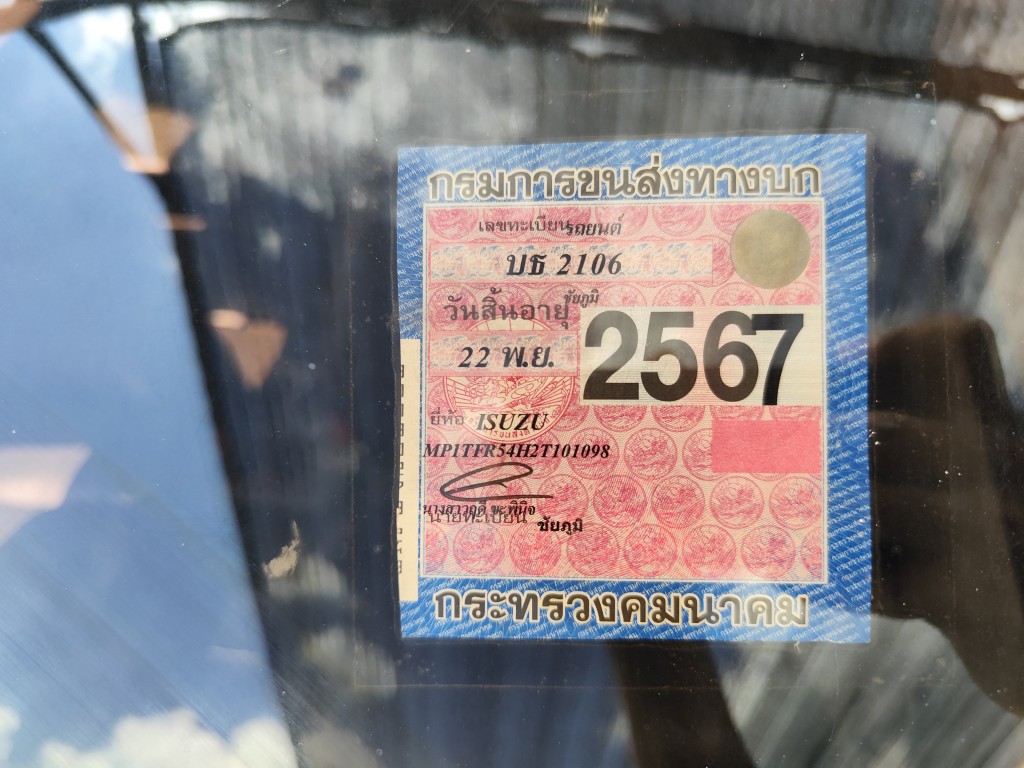 กรมการขนส่งทางบก
เลขทะเบียนรถยนต์
บธ 2106
ชัยภูมิ
วันสิ้นอายุ
2567
22 พ.ย.
ยี่ห้อ ISUZU
MP1TFR54H2T101098
นายทะเบียน
ชัยภูมิ
กระทรวงคมนาคม